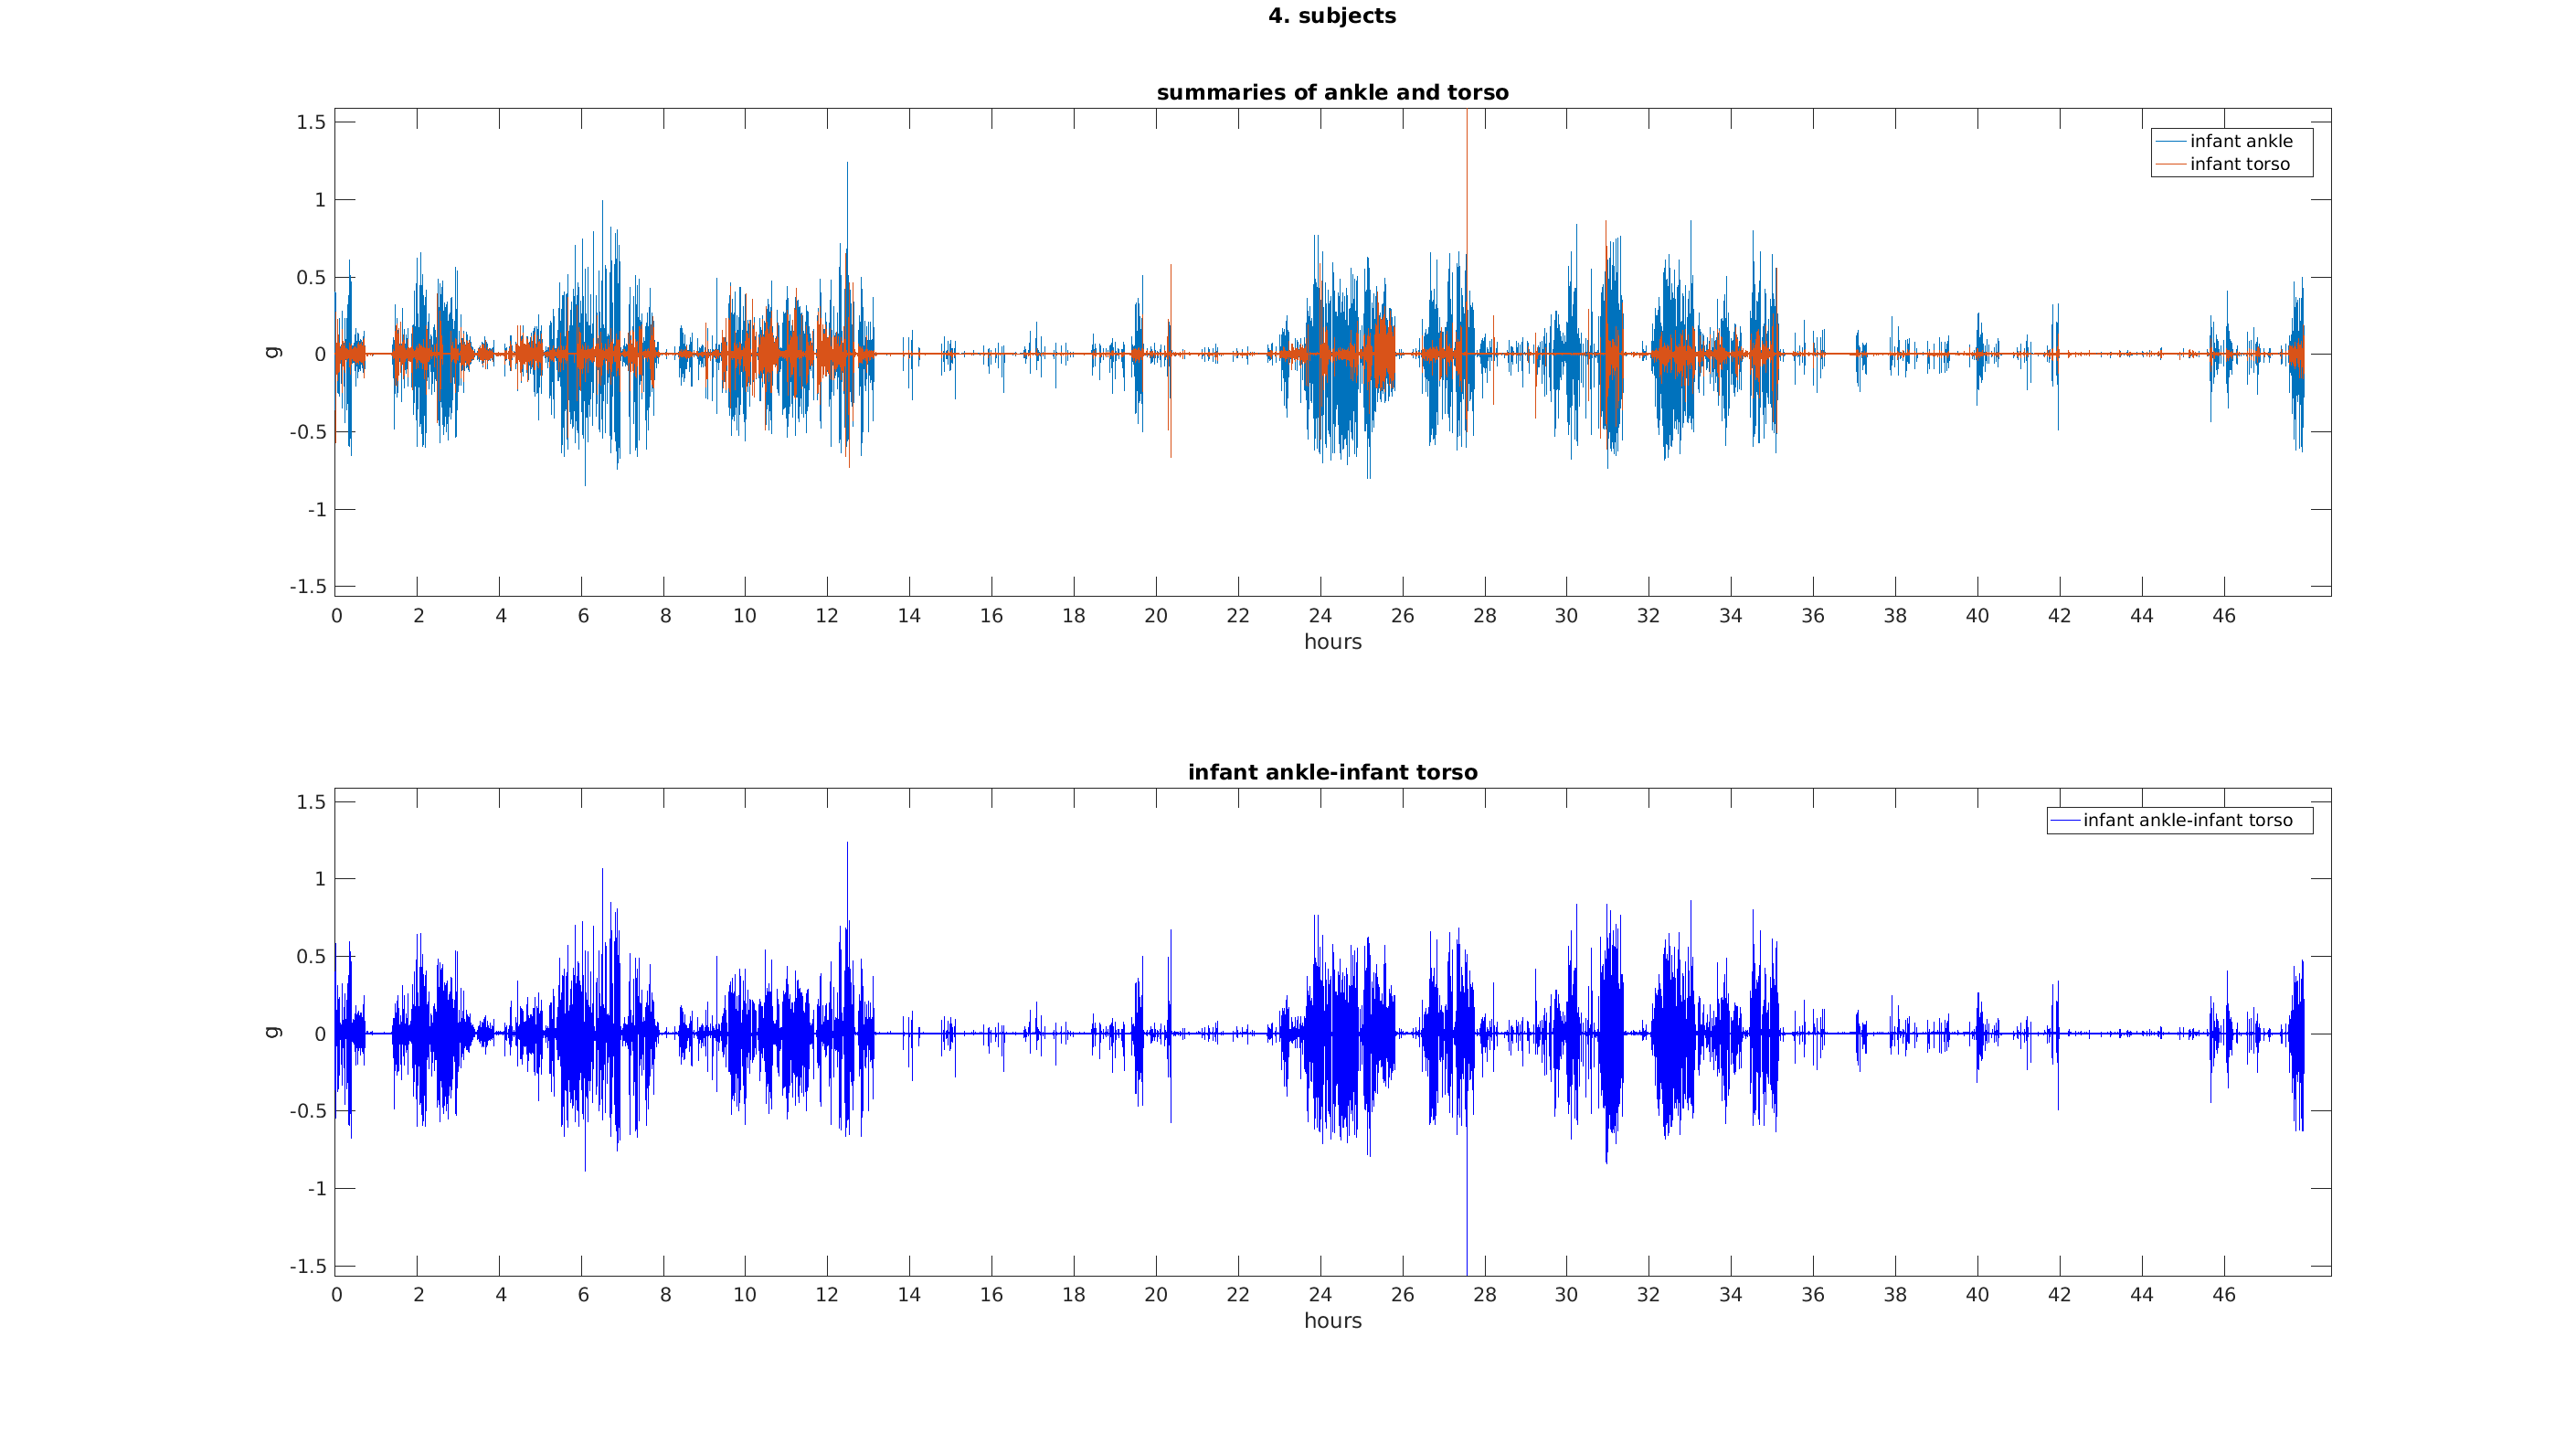 4. subjects
summaries of ankle and torso
1.5
1
0.5
0
-0.5
-1
-1.5
g
infant ankle
infant torso
0 2 4 6 8 10 12 14 16 18 20 22 24 26 28 30 32 34 36 38 40 42 44 46
hours
infant ankle-infant torso
1.5
1
0.5
0
-0.5
-1
-1.5
g
infant ankle-infant torso
0 2 4 6 8 10 12 14 16 18 20 22 24 26 28 30 32 34 36 38 40 42 44 46
hours